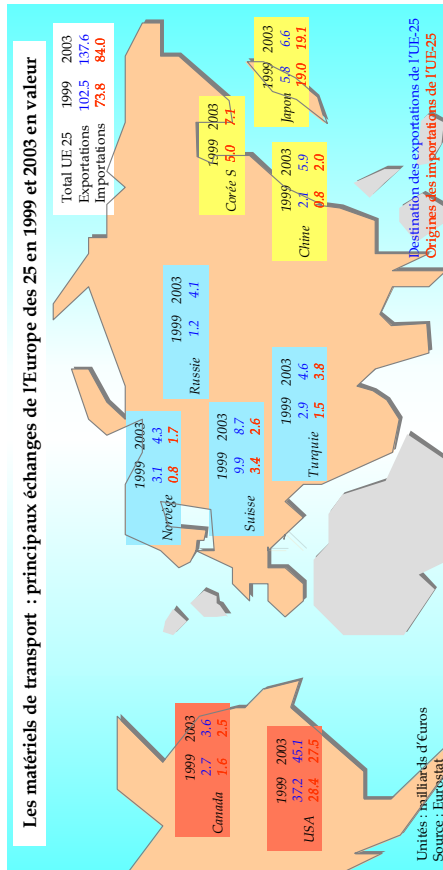 Les matériels de transport : principaux échanges de l'Europe des 25 en 1999 et 2003 en valeur
Total UE 25 1999 2003
Exportations 102.5 137.6
Importations 73.8 84.0
1999 2003
2.7 3.6
1.6 2.5
Canada
1999 2003
37.2 45.1
28.4 27.5
USA
1999 2003
3.1 4.3
0.8 1.7
Norvège
1999 2003
9.9 8.7
3.4 2.6
Suisse
1999 2003
1.2 4.1
Russie
1999 2003
2.9 4.6
1.5 3.8
Turquie
1999 2003
5.0 7.1
Corée S
1999 2003
2.1 5.9
0.8 2.0
Chine
1999 2003
5.8 6.6
19.0 19.1
Japon
Unités : milliards d'€uros
Source : Eurostat
Destination des exportations de l'UE-25
Origines des importations de l'UE-25